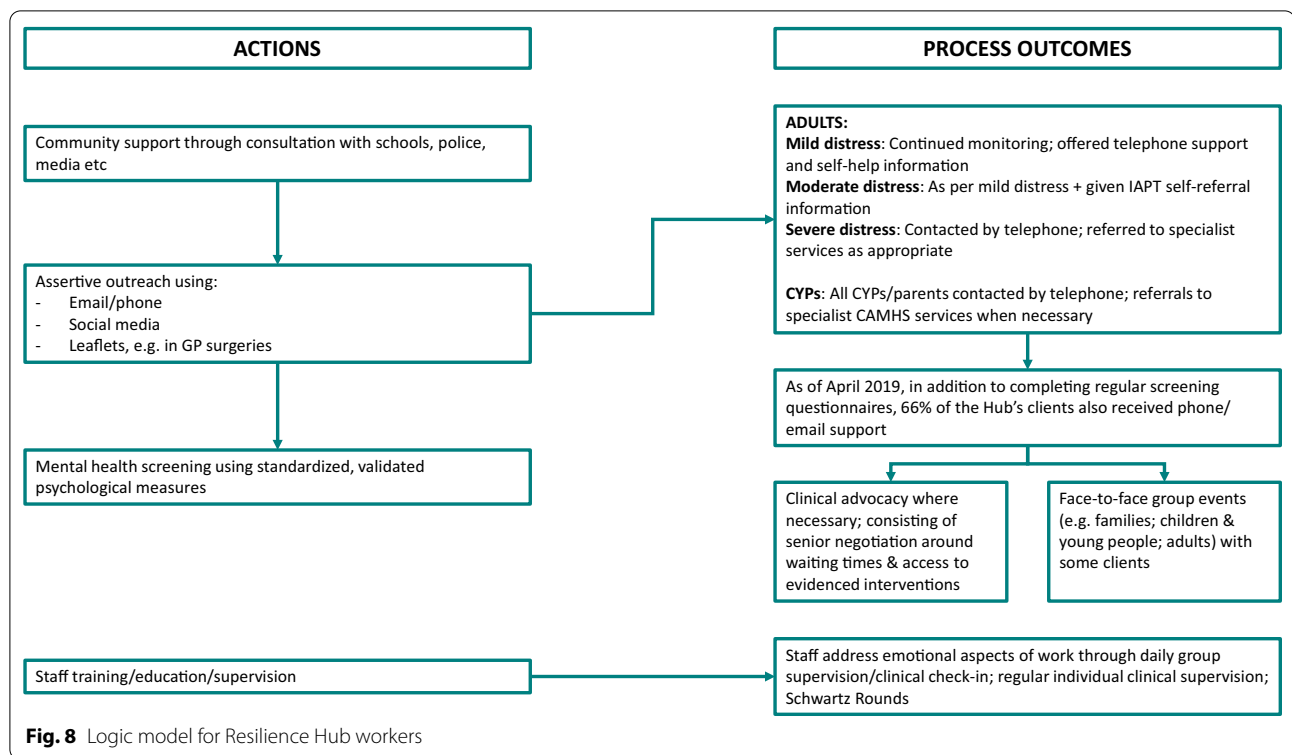 ACTIONS
PROCESS OUTCOMES
Community support through consultation with schools, police,
media etc
Assertive outreach using:
- Email/phone
- Social media
- Leaflets, e.g. in GP surgeries
Mental health screening using standardized, validated
psychological measures
Staff training/education/supervision
ADULTS:
Mild distress: Continued monitoring; offered telephone support
and self-help information
Moderate distress: As per mild distress + given IAPT self-referral
information
Severe distress: Contacted by telephone; referred to specialist
services as appropriate
CYPs: All CYPs/parents contacted by telephone; referrals to
specialist CAMHS services when necessary
As of April 2019, in addition to completing regular screening
questionnaires, 66% of the Hub's clients also received phone/
email support
Clinical advocacy where
necessary; consisting of
senior negotiation around
waiting times & access to
evidenced interventions
Face-to-face group events
(e.g. families; children &
young people; adults) with
some clients
Staff address emotional aspects of work through daily group
supervision/clinical check-in; regular individual clinical supervision;
Schwartz Rounds
Fig. 8 Logic model for Resilience Hub workers